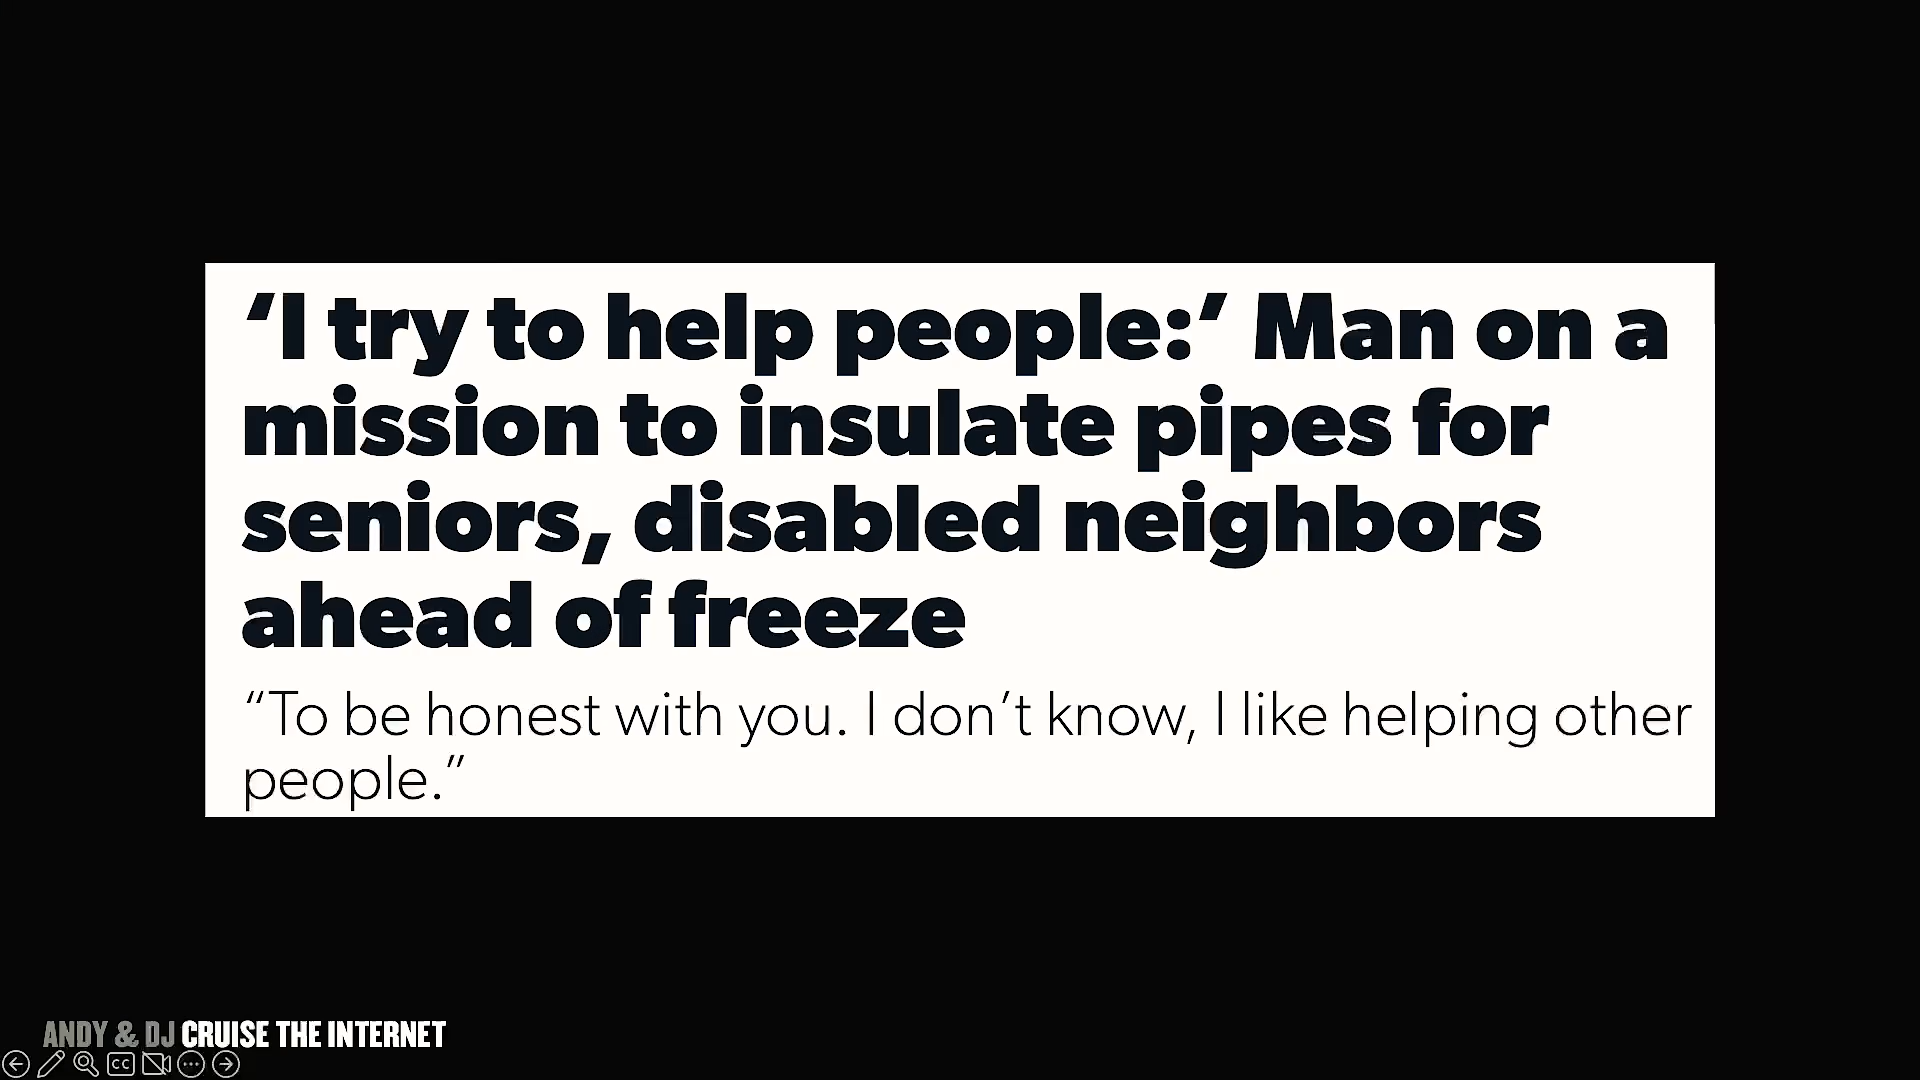 ‘I try to help people:’ Man on a
mission to insulate pipes for
seniors, disabled neighbors
ahead of freeze
“To be honest with you. I don’t know, I like helping other
people.”
ANDY & DJ CRUISE THE INTERNET
CC